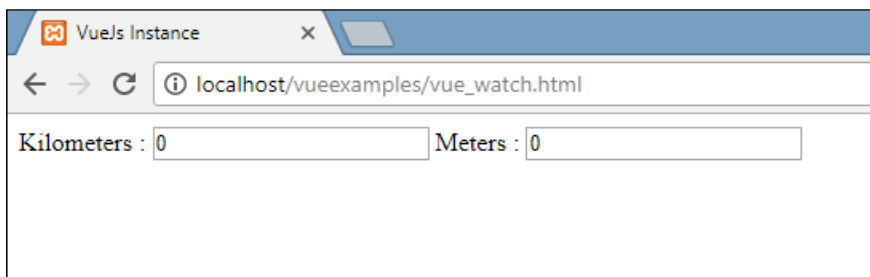 VueJs Instance
localhost/vueexamples/vue_watch.html
Kilometers : 0 Meters : 0